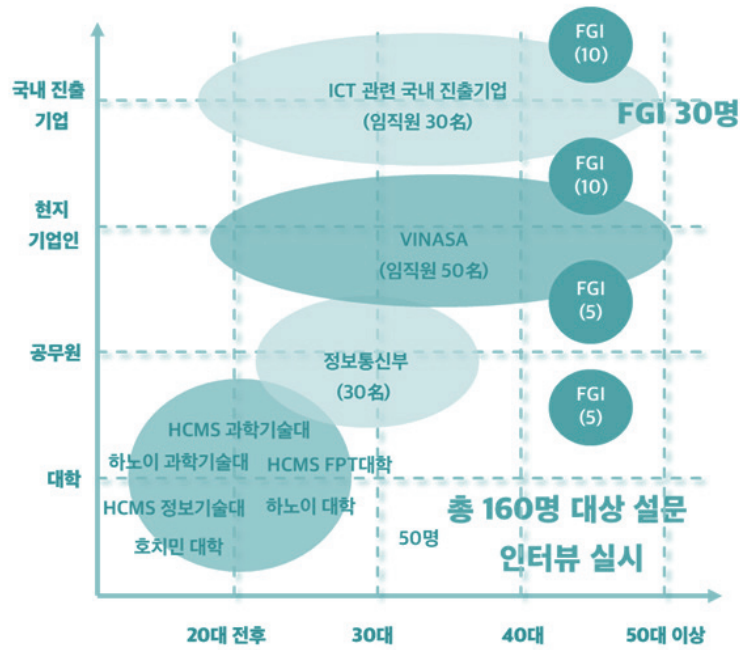 FGI
(10)
국내 진출
기업
ICT 관련 국내 진출기업
(임직원 30名)
FGI 30명
FGI
(10)
현지
기업인
VINASA
(임직원 50名)
FGI
(5)
공무원
정보통신부
(30名)
FGI
(5)
HCMS 과학기술대
하노이 과학기술대
HCMS FPT대학
대학
HCMS 정보기술대
하노이 대학
호치민 대학
50명
총 160명 대상 설문
인터뷰 실시
20대 전후
30대
40대
50대 이상